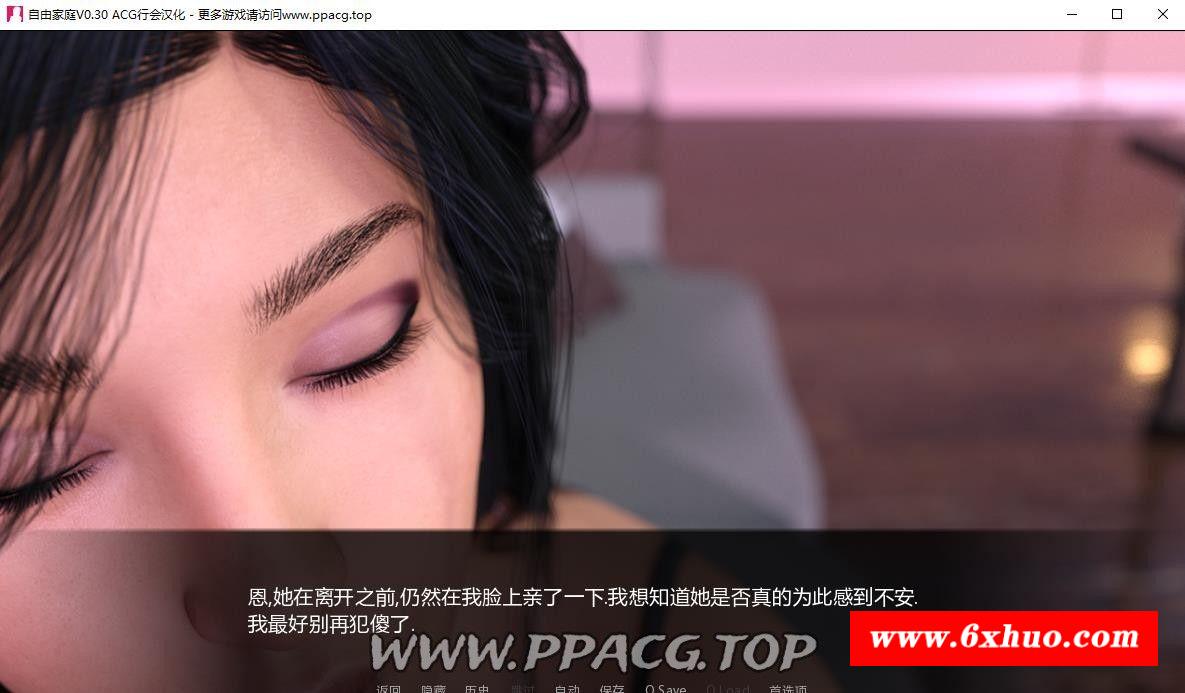 自由家庭V0.30 ACG行会汉化 - 更多游戏请访问www.ppacg.top
恩,她在离开之前,仍然在我脸上亲了一下.我想知道她是否真的为此感到不安.
我最好别再犯傻了.
www.6xhuo.com
WWW.PPACG.TOP
返回 隐藏 历史 跳过 自动 保存 Q.Save Q.Load 首选项